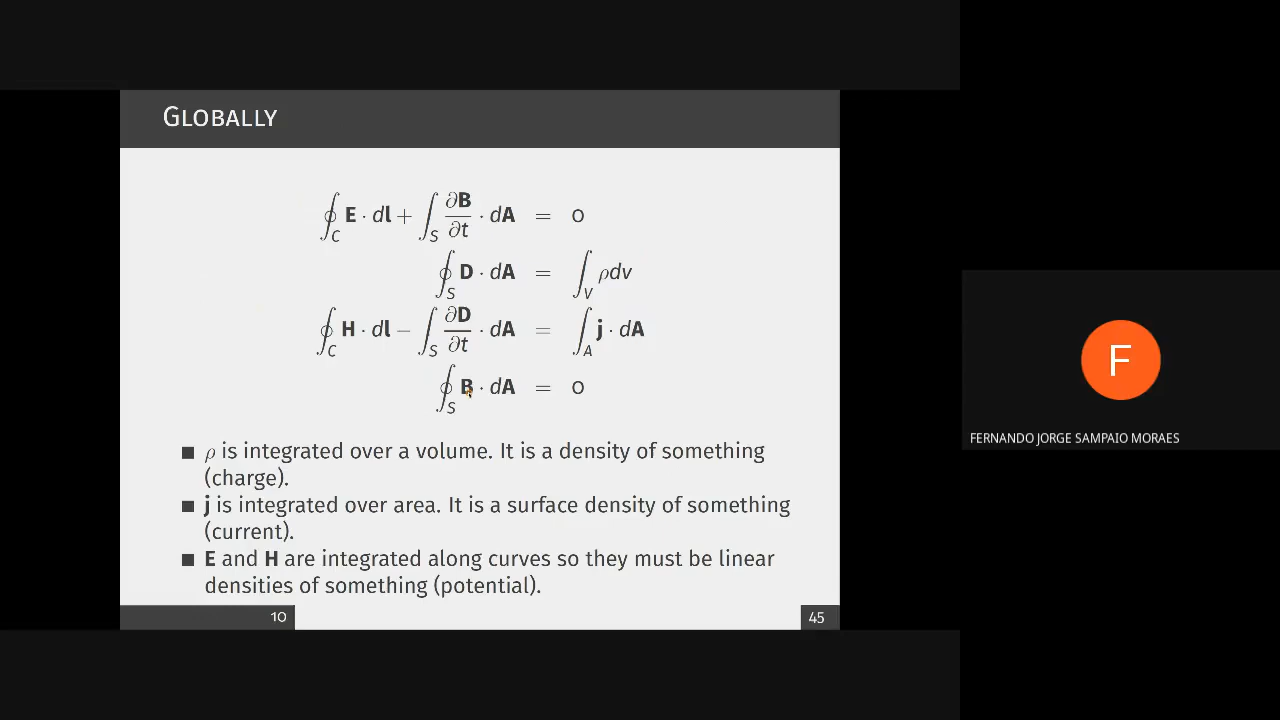 GLOBALLY
∮_C E · dl + ∫_S ∂B/∂t · dA = 0
∮_S D · dA = ∫_V ρdv
∮_C H · dl − ∫_S ∂D/∂t · dA = ∫_A j · dA
∮_S B · dA = 0
■ ρ is integrated over a volume. It is a density of something
(charge).
■ j is integrated over area. It is a surface density of something
(current).
■ E and H are integrated along curves so they must be linear
densities of something (potential).
10
45
F
FERNANDO JORGE SAMPAIO MORAES